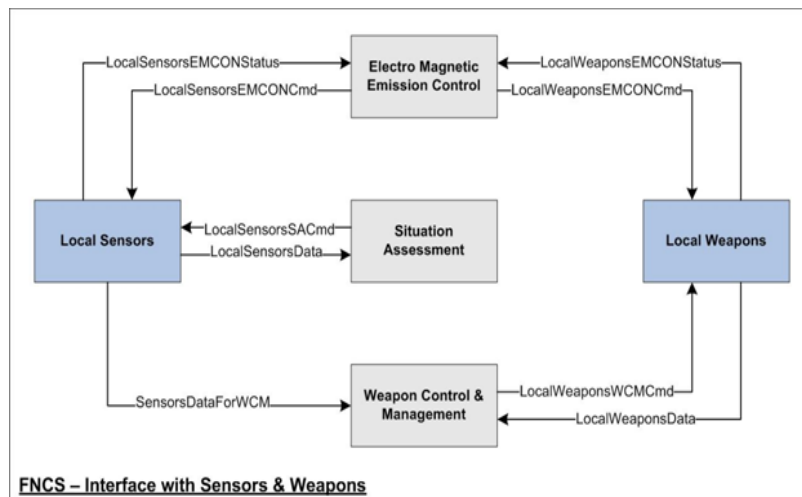 LocalSensorsEMCONStatus
Electro Magnetic
Emission Control
LocalWeaponsEMCONStatus
LocalSensorsEMCONCmd
LocalWeaponsEMCONCmd
Local Sensors
LocalSensorsSACmd
LocalSensorsData
Situation
Assessment
Local Weapons
SensorsDataForWCM
Weapon Control &
Management
LocalWeaponsWCMCmd
LocalWeaponsData
FNCS – Interface with Sensors & Weapons